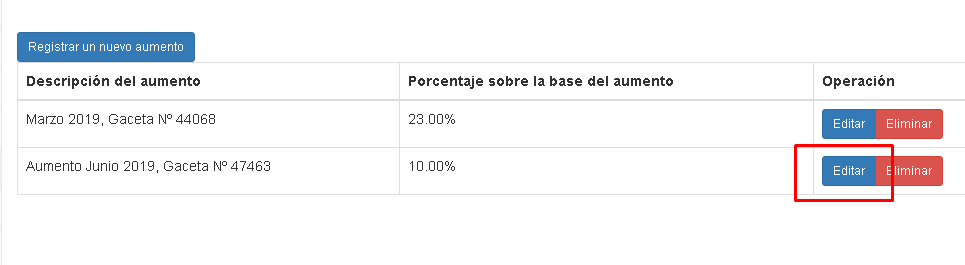 Registrar un nuevo aumento
Descripción del aumento Porcentaje sobre la base del aumento Operación
Marzo 2019, Gaceta Nº 44068 23.00% Editar Eliminar
Aumento Junio 2019, Gaceta Nº 47463 10.00% Editar Eliminar